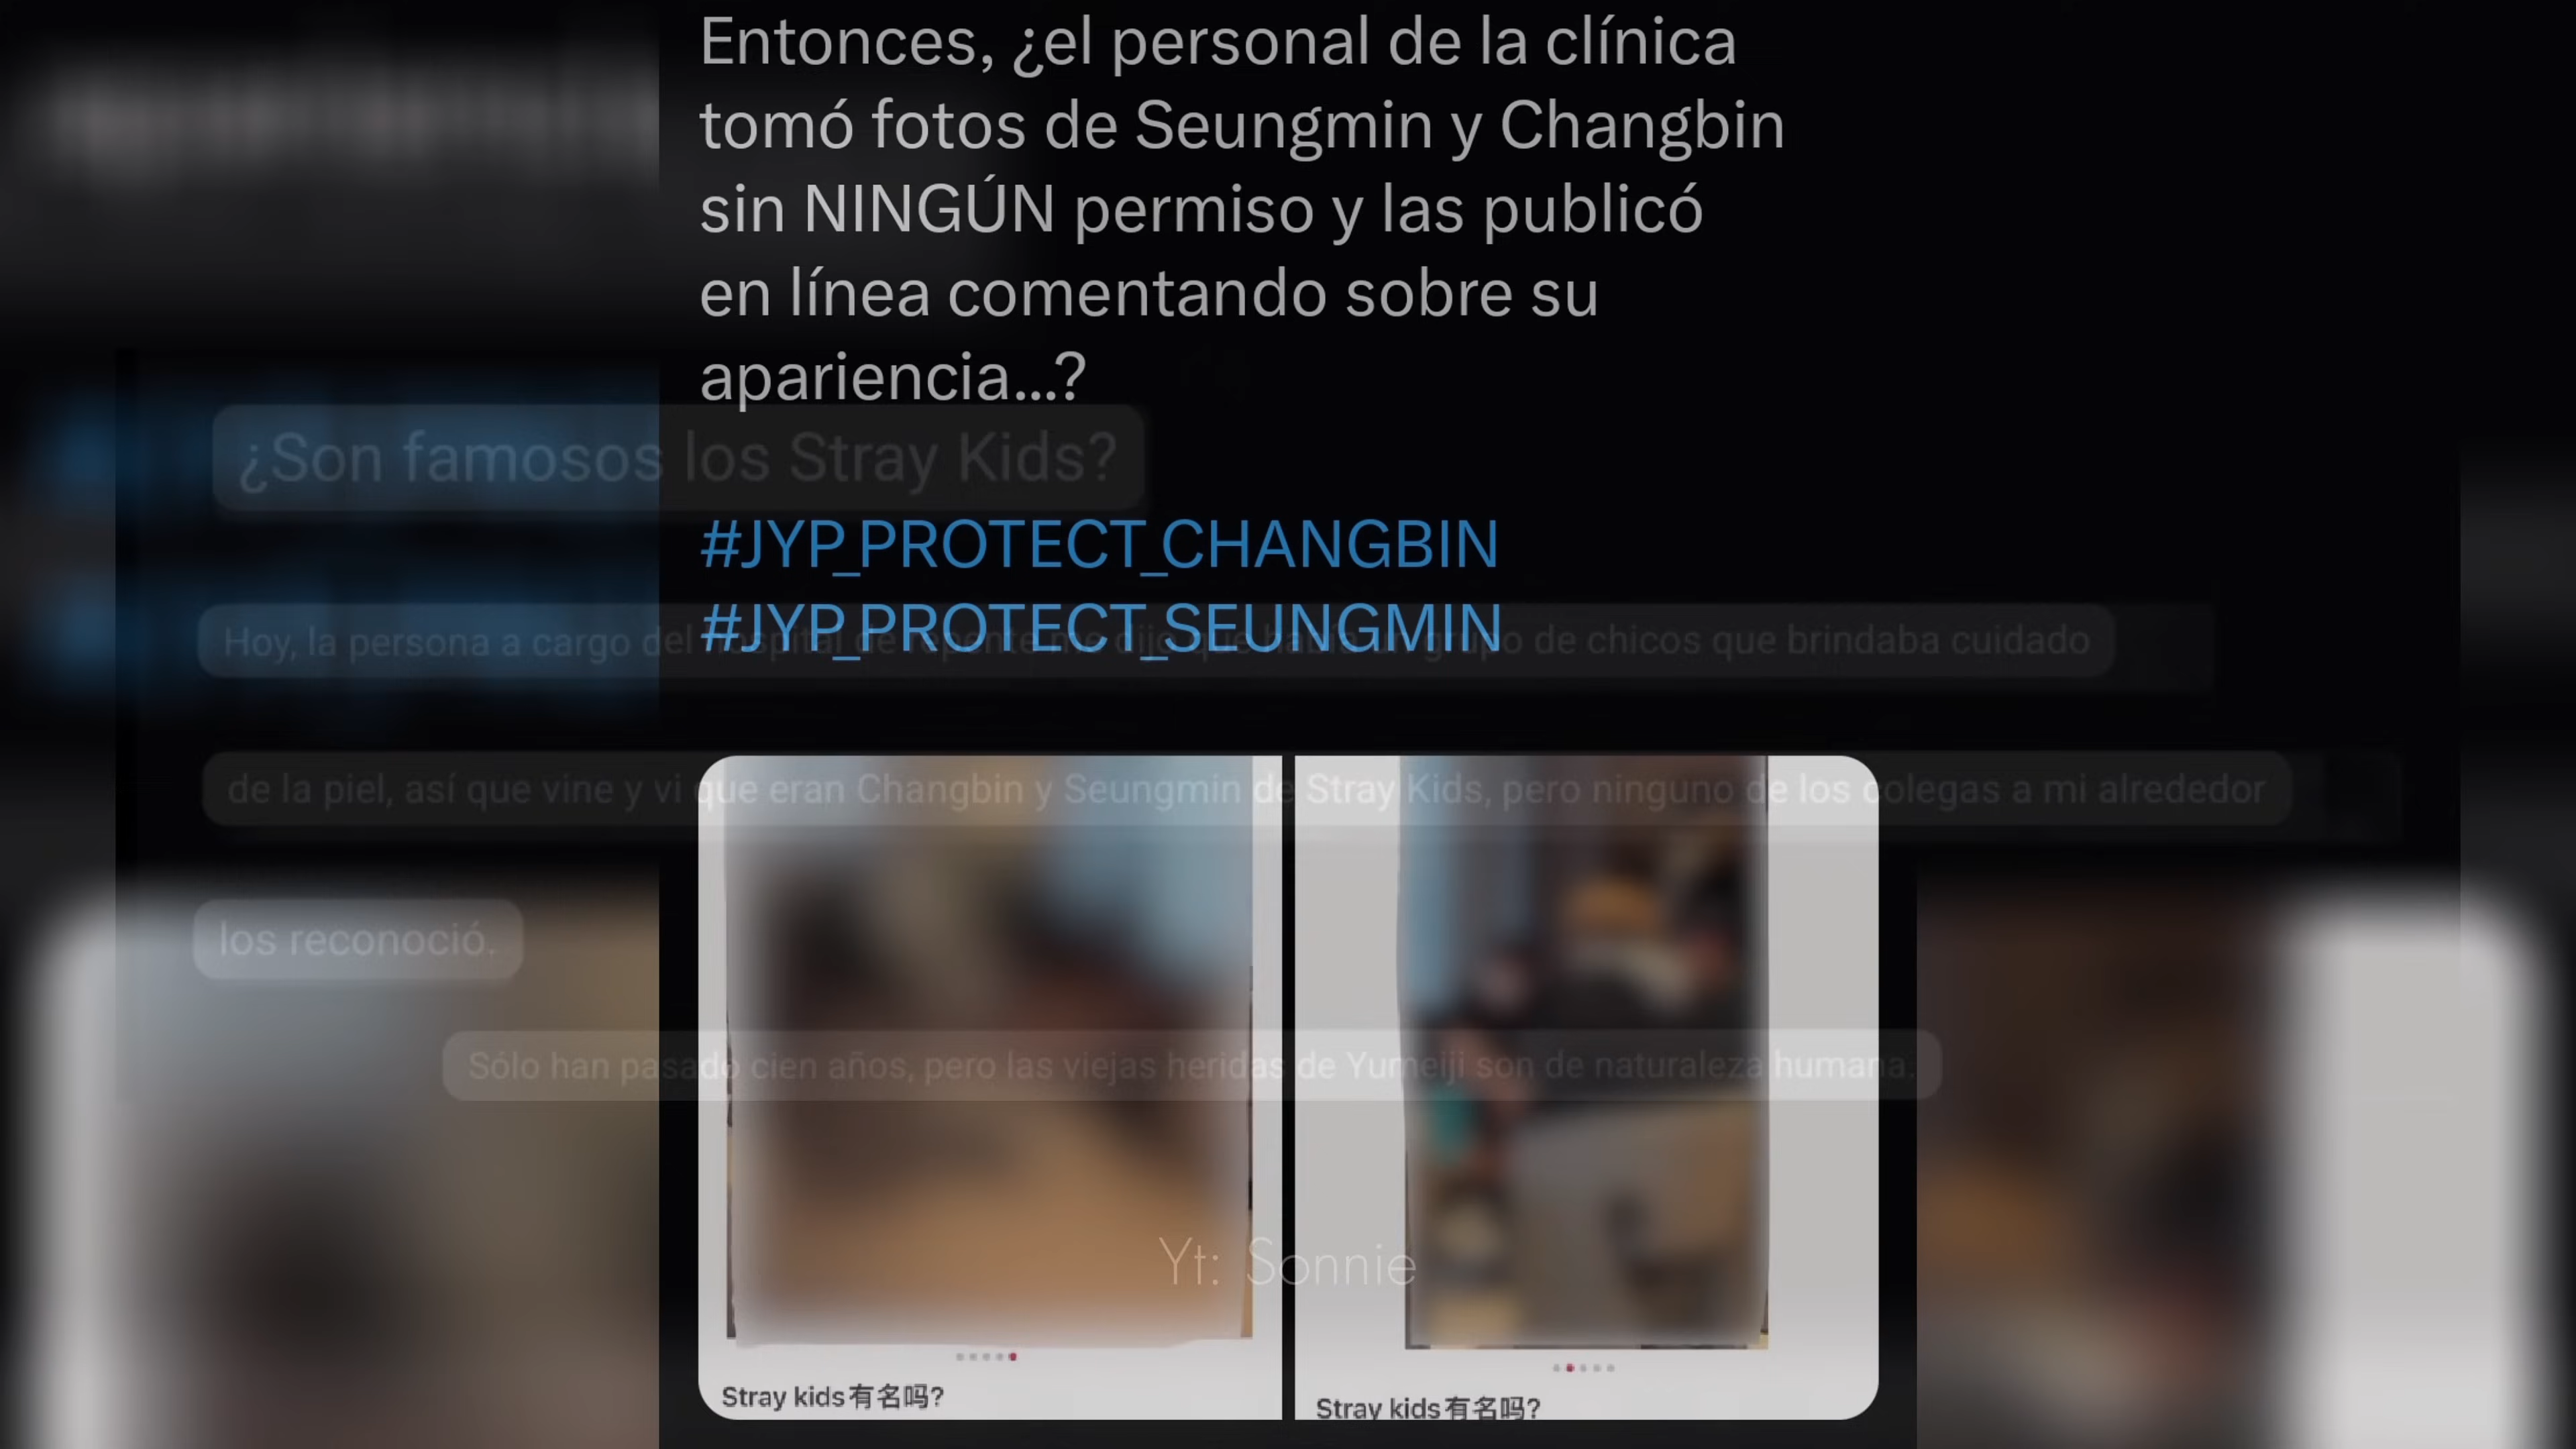 Entonces, ¿el personal de la clínica
tomó fotos de Seungmin y Changbin
sin NINGÚN permiso y las publicó
en línea comentando sobre su
apariencia...?
¿Son famosos los Stray Kids?
#JYP_PROTECT_CHANGBIN
#JYP_PROTECT_SEUNGMIN
Hoy, la persona a cargo del hospital de repente me dijo que había un grupo de chicos que brindaba cuidado
de la piel, así que vine y vi que eran Changbin y Seungmin de Stray Kids, pero ninguno de los colegas a mi alrededor
los reconoció.
Sólo han pasado cien años, pero las viejas heridas de Yumeiji son de naturaleza humana.
Yt: Sonnie
Stray kids有名吗?
Stray kids有名吗?